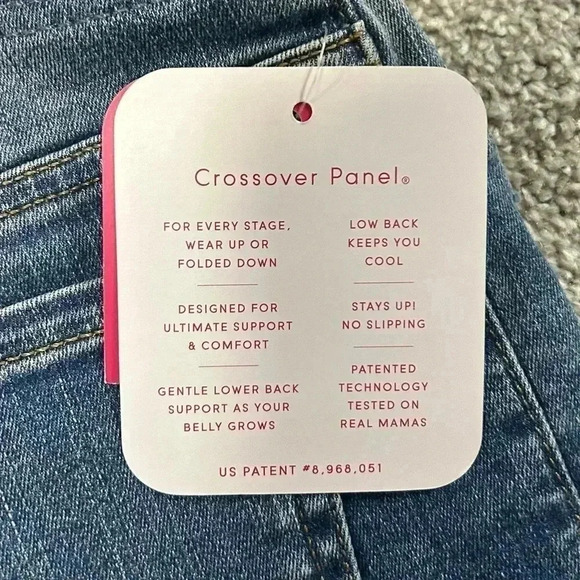 Crossover Panel®
FOR EVERY STAGE,
WEAR UP OR
FOLDED DOWN
DESIGNED FOR
ULTIMATE SUPPORT
& COMFORT
GENTLE LOWER BACK
SUPPORT AS YOUR
BELLY GROWS
LOW BACK
KEEPS YOU
COOL
STAYS UP!
NO SLIPPING
PATENTED
TECHNOLOGY
TESTED ON
REAL MAMAS
US PATENT #8,968,051